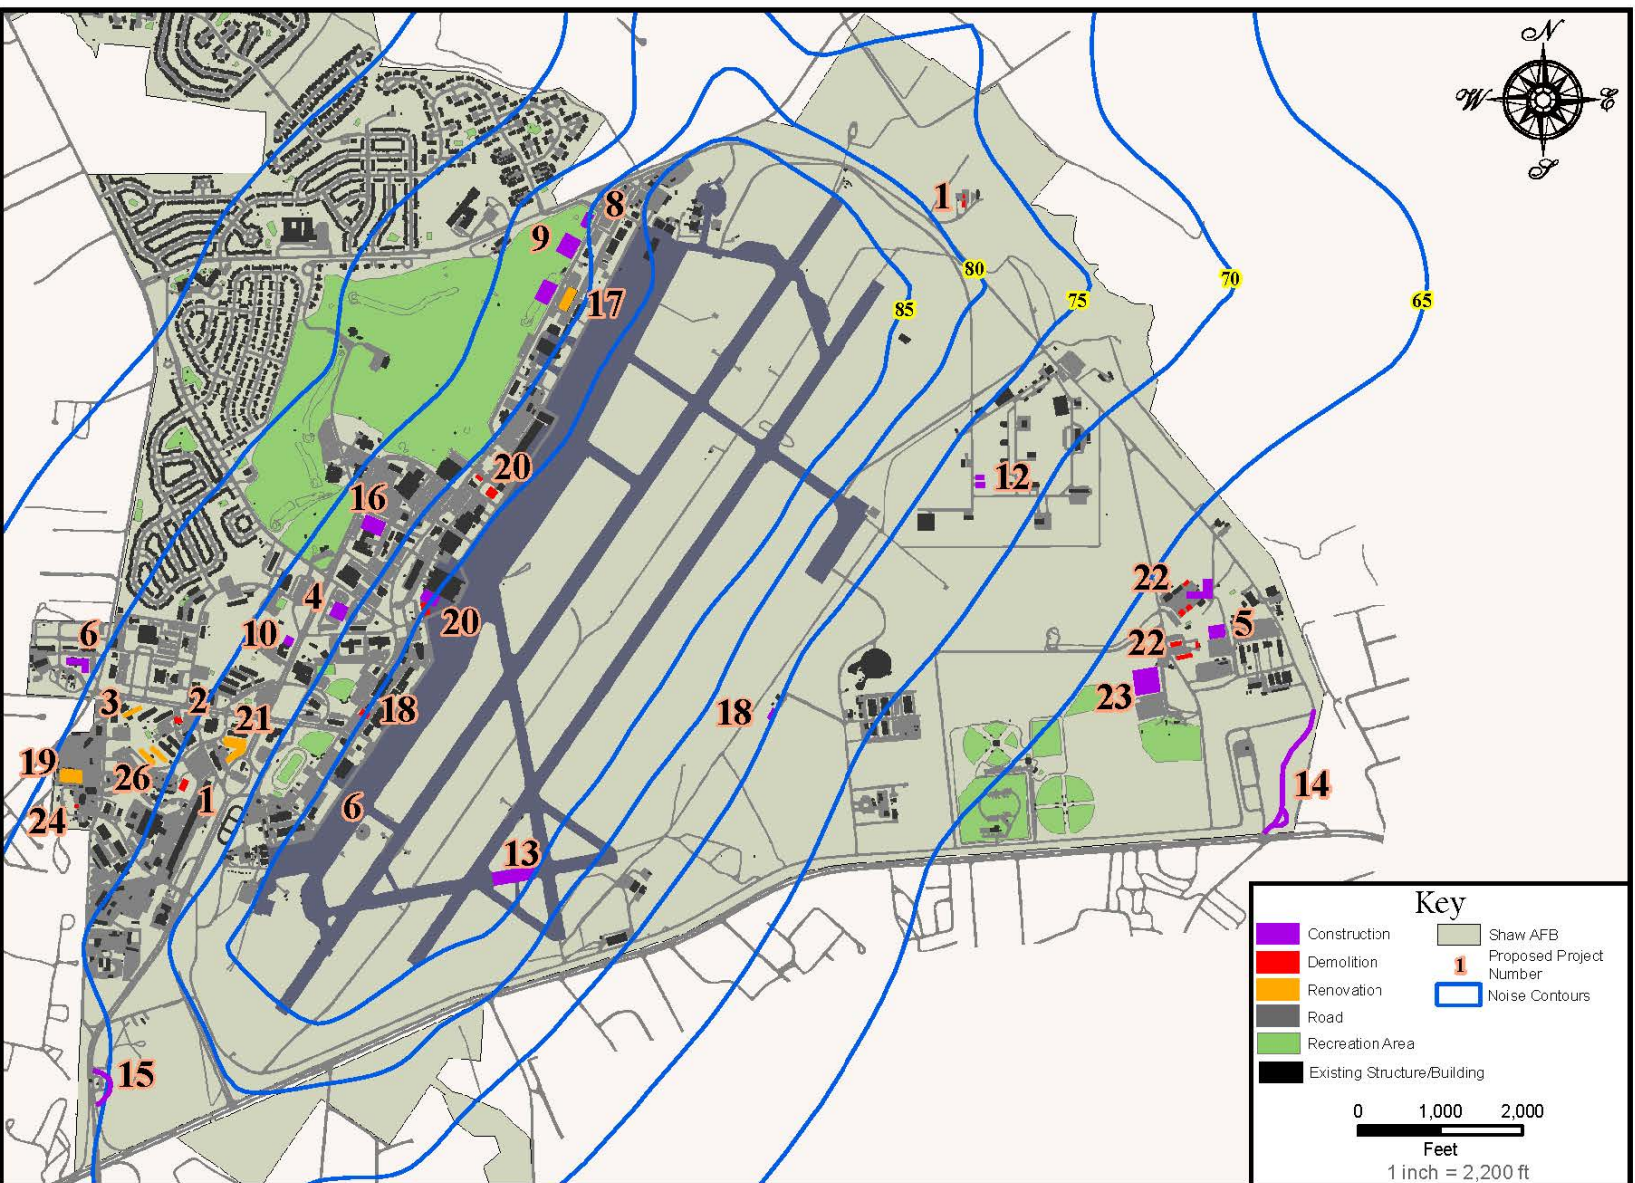 N
W
E
S
1
8
9
80
70
75
65
85
17
20
12
16
22
4
20
5
10
6
22
23
3
2
21
18
18
19
26
14
1
6
24
13
15
Key
Construction
Demolition
Renovation
Road
Recreation Area
Existing Structure/Building
Shaw AFB
1
Proposed Project
Number
Noise Contours
0 1,000 2,000
Feet
1 inch = 2,200 ft